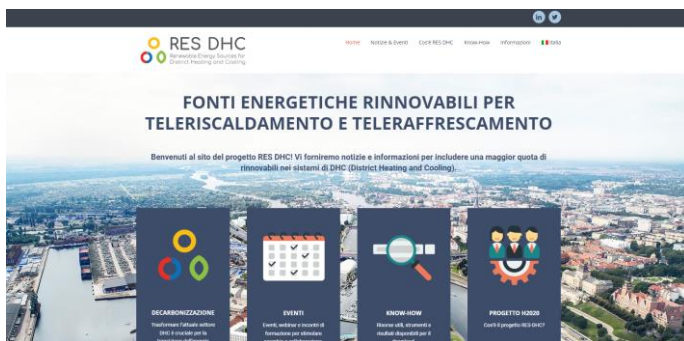 in
RES DHC
Renewable Energy Sources for
District Heating and Cooling
Home Notizie & Eventi Cos'è RES DHC Know-How Informazioni Italia
FONTI ENERGETICHE RINNOVABILI PER
TELERISCALDAMENTO E TELERAFFRESCAMENTO
Benvenuti al sito del progetto RES DHC! Vi forniremo notizie e informazioni per includere una maggior quota di
rinnovabili nei sistemi di DHC (District Heating and Cooling).
DECARBONIZZAZIONE
Trasformare l'attuale settore
DHC è cruciale per la
EVENTI
Eventi, webinar e incontri di
formazione per stimolare
KNOW-HOW
Risorse utili, strumenti e
risultati disponibili per il
PROGETTO H2020
Cos'è il progetto RES DHC?